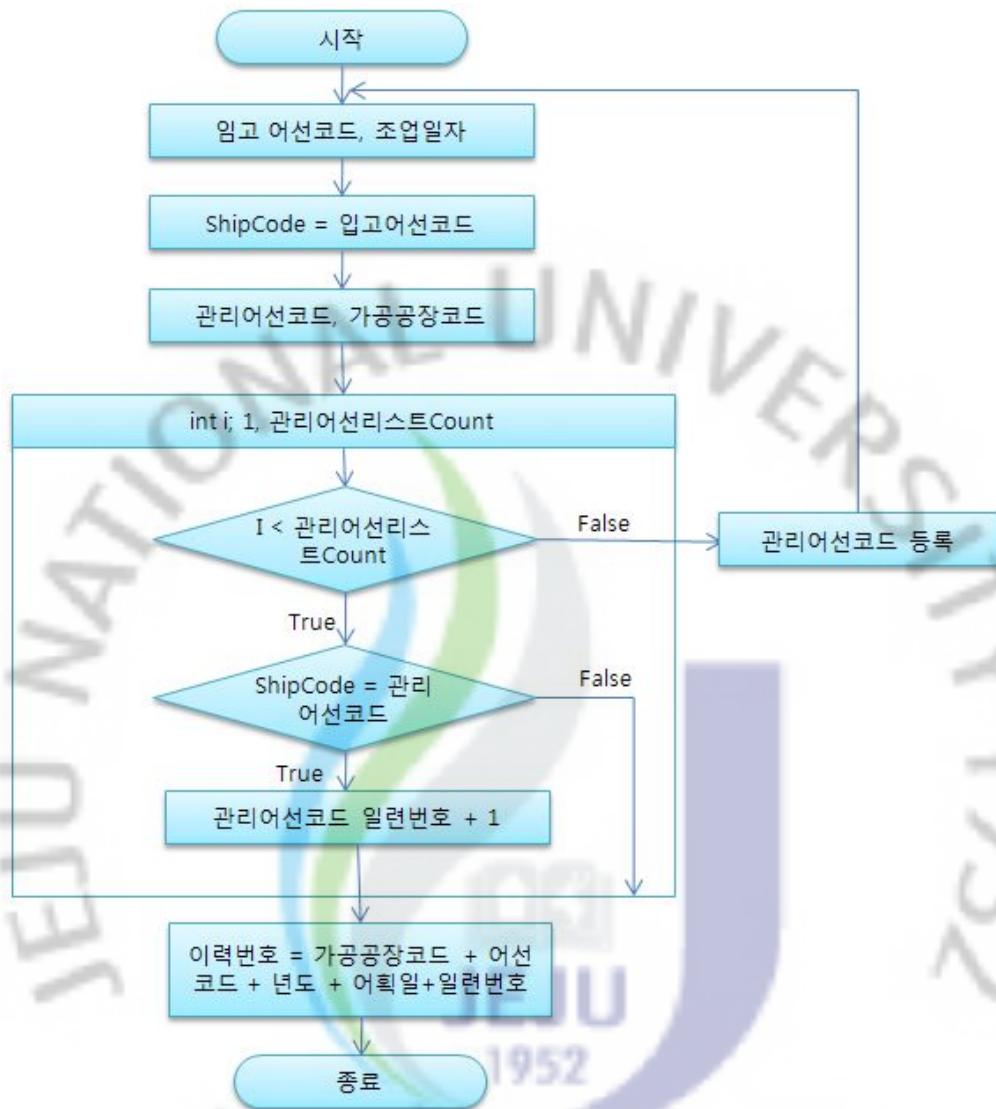 시작
임고 어선코드, 조업일자
ShipCode = 입고어선코드
관리어선코드, 가공공장코드
int i; 1, 관리어선리스트Count
I < 관리어선리스
트Count
False
관리어선코드 등록
True
ShipCode = 관리
어선코드
False
True
관리어선코드 일련번호 + 1
이력번호 = 가공공장코드 + 어선
코드 + 년도 + 어획일+일련번호
종료
JEJU NATIONAL UNIVERSITY 1952
JEJU
1952